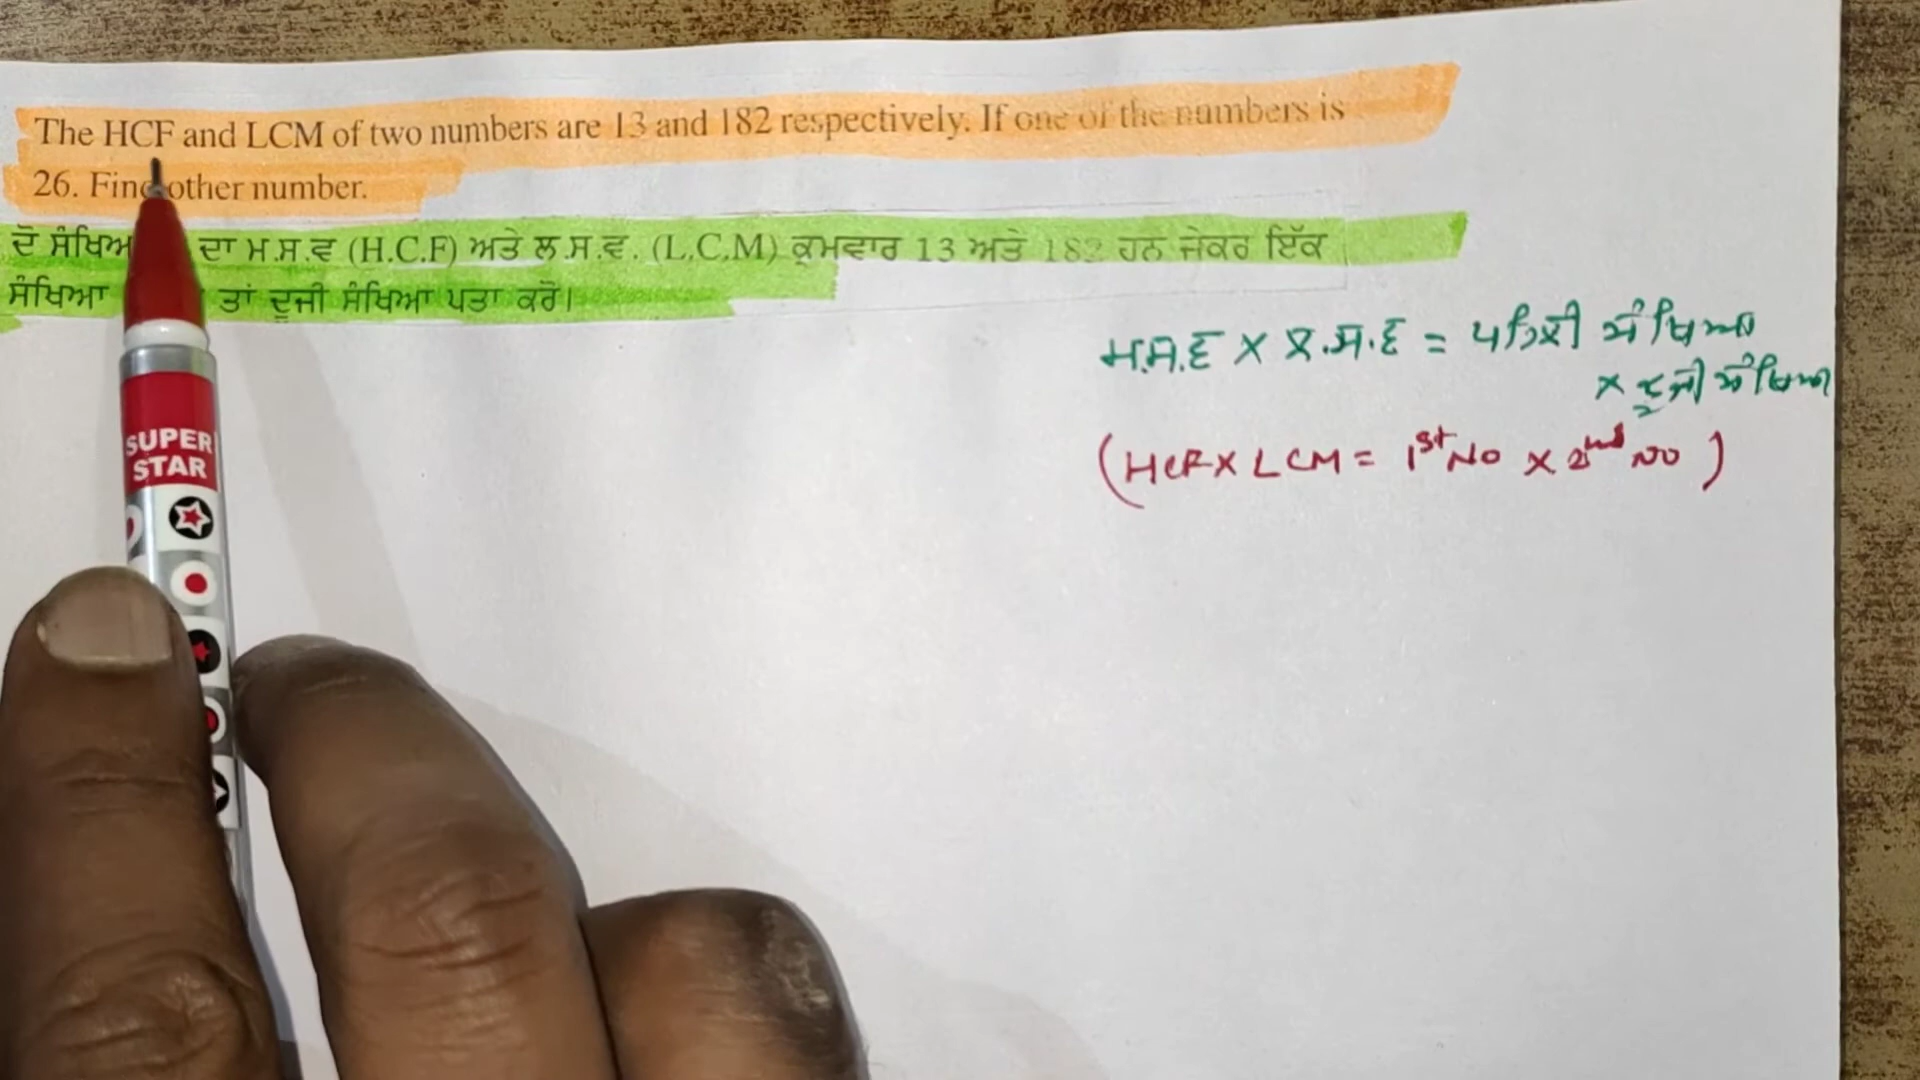 The HCF and LCM of two numbers are 13 and 182 respectively. If one of the numbers is
26. Find other number.
ਦੋ ਸੰਖਿਆ ਦਾ ਮ.ਸ.ਵ (H.C.F) ਅਤੇ ਲ.ਸ.ਵ. (L.C.M) ਕ੍ਰਮਵਾਰ 13 ਅਤੇ 182 ਹਨ ਜੇਕਰ ਇੱਕ
ਸੰਖਿਆ ਤਾਂ ਦੂਜੀ ਸੰਖਿਆ ਪਤਾ ਕਰੋ।
ਮ.ਸ.ਵ × ਲ.ਸ.ਵ = ਪਹਿਲੀ ਸੰਖਿਆ
× ਦੂਜੀ ਸੰਖਿਆ
(HCF × LCM = 1st No × 2nd No)
SUPER
STAR